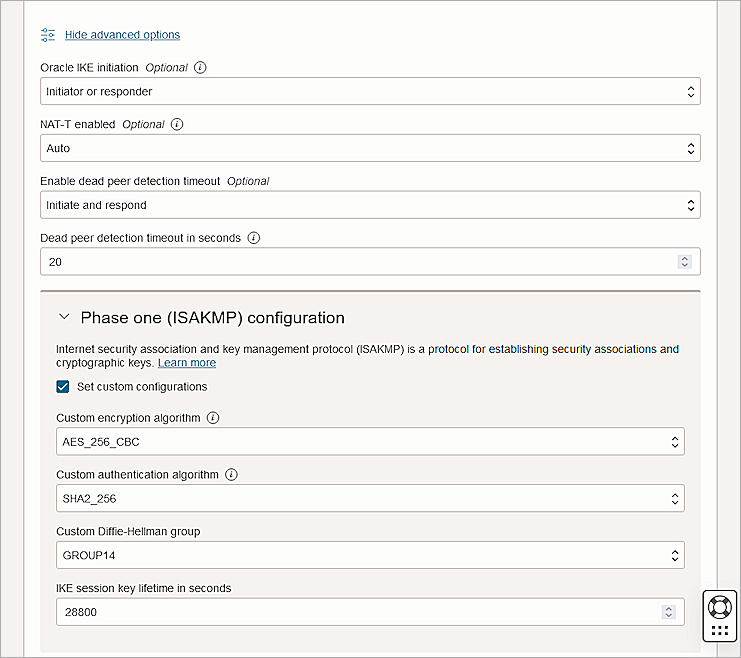 Hide advanced options
Oracle IKE initiation Optional
Initiator or responder
NAT-T enabled Optional
Auto
Enable dead peer detection timeout Optional
Initiate and respond
Dead peer detection timeout in seconds
20
Phase one (ISAKMP) configuration
Internet security association and key management protocol (ISAKMP) is a protocol for establishing security associations and
cryptographic keys. Learn more
Set custom configurations
Custom encryption algorithm
AES_256_CBC
Custom authentication algorithm
SHA2_256
Custom Diffie-Hellman group
GROUP14
IKE session key lifetime in seconds
28800